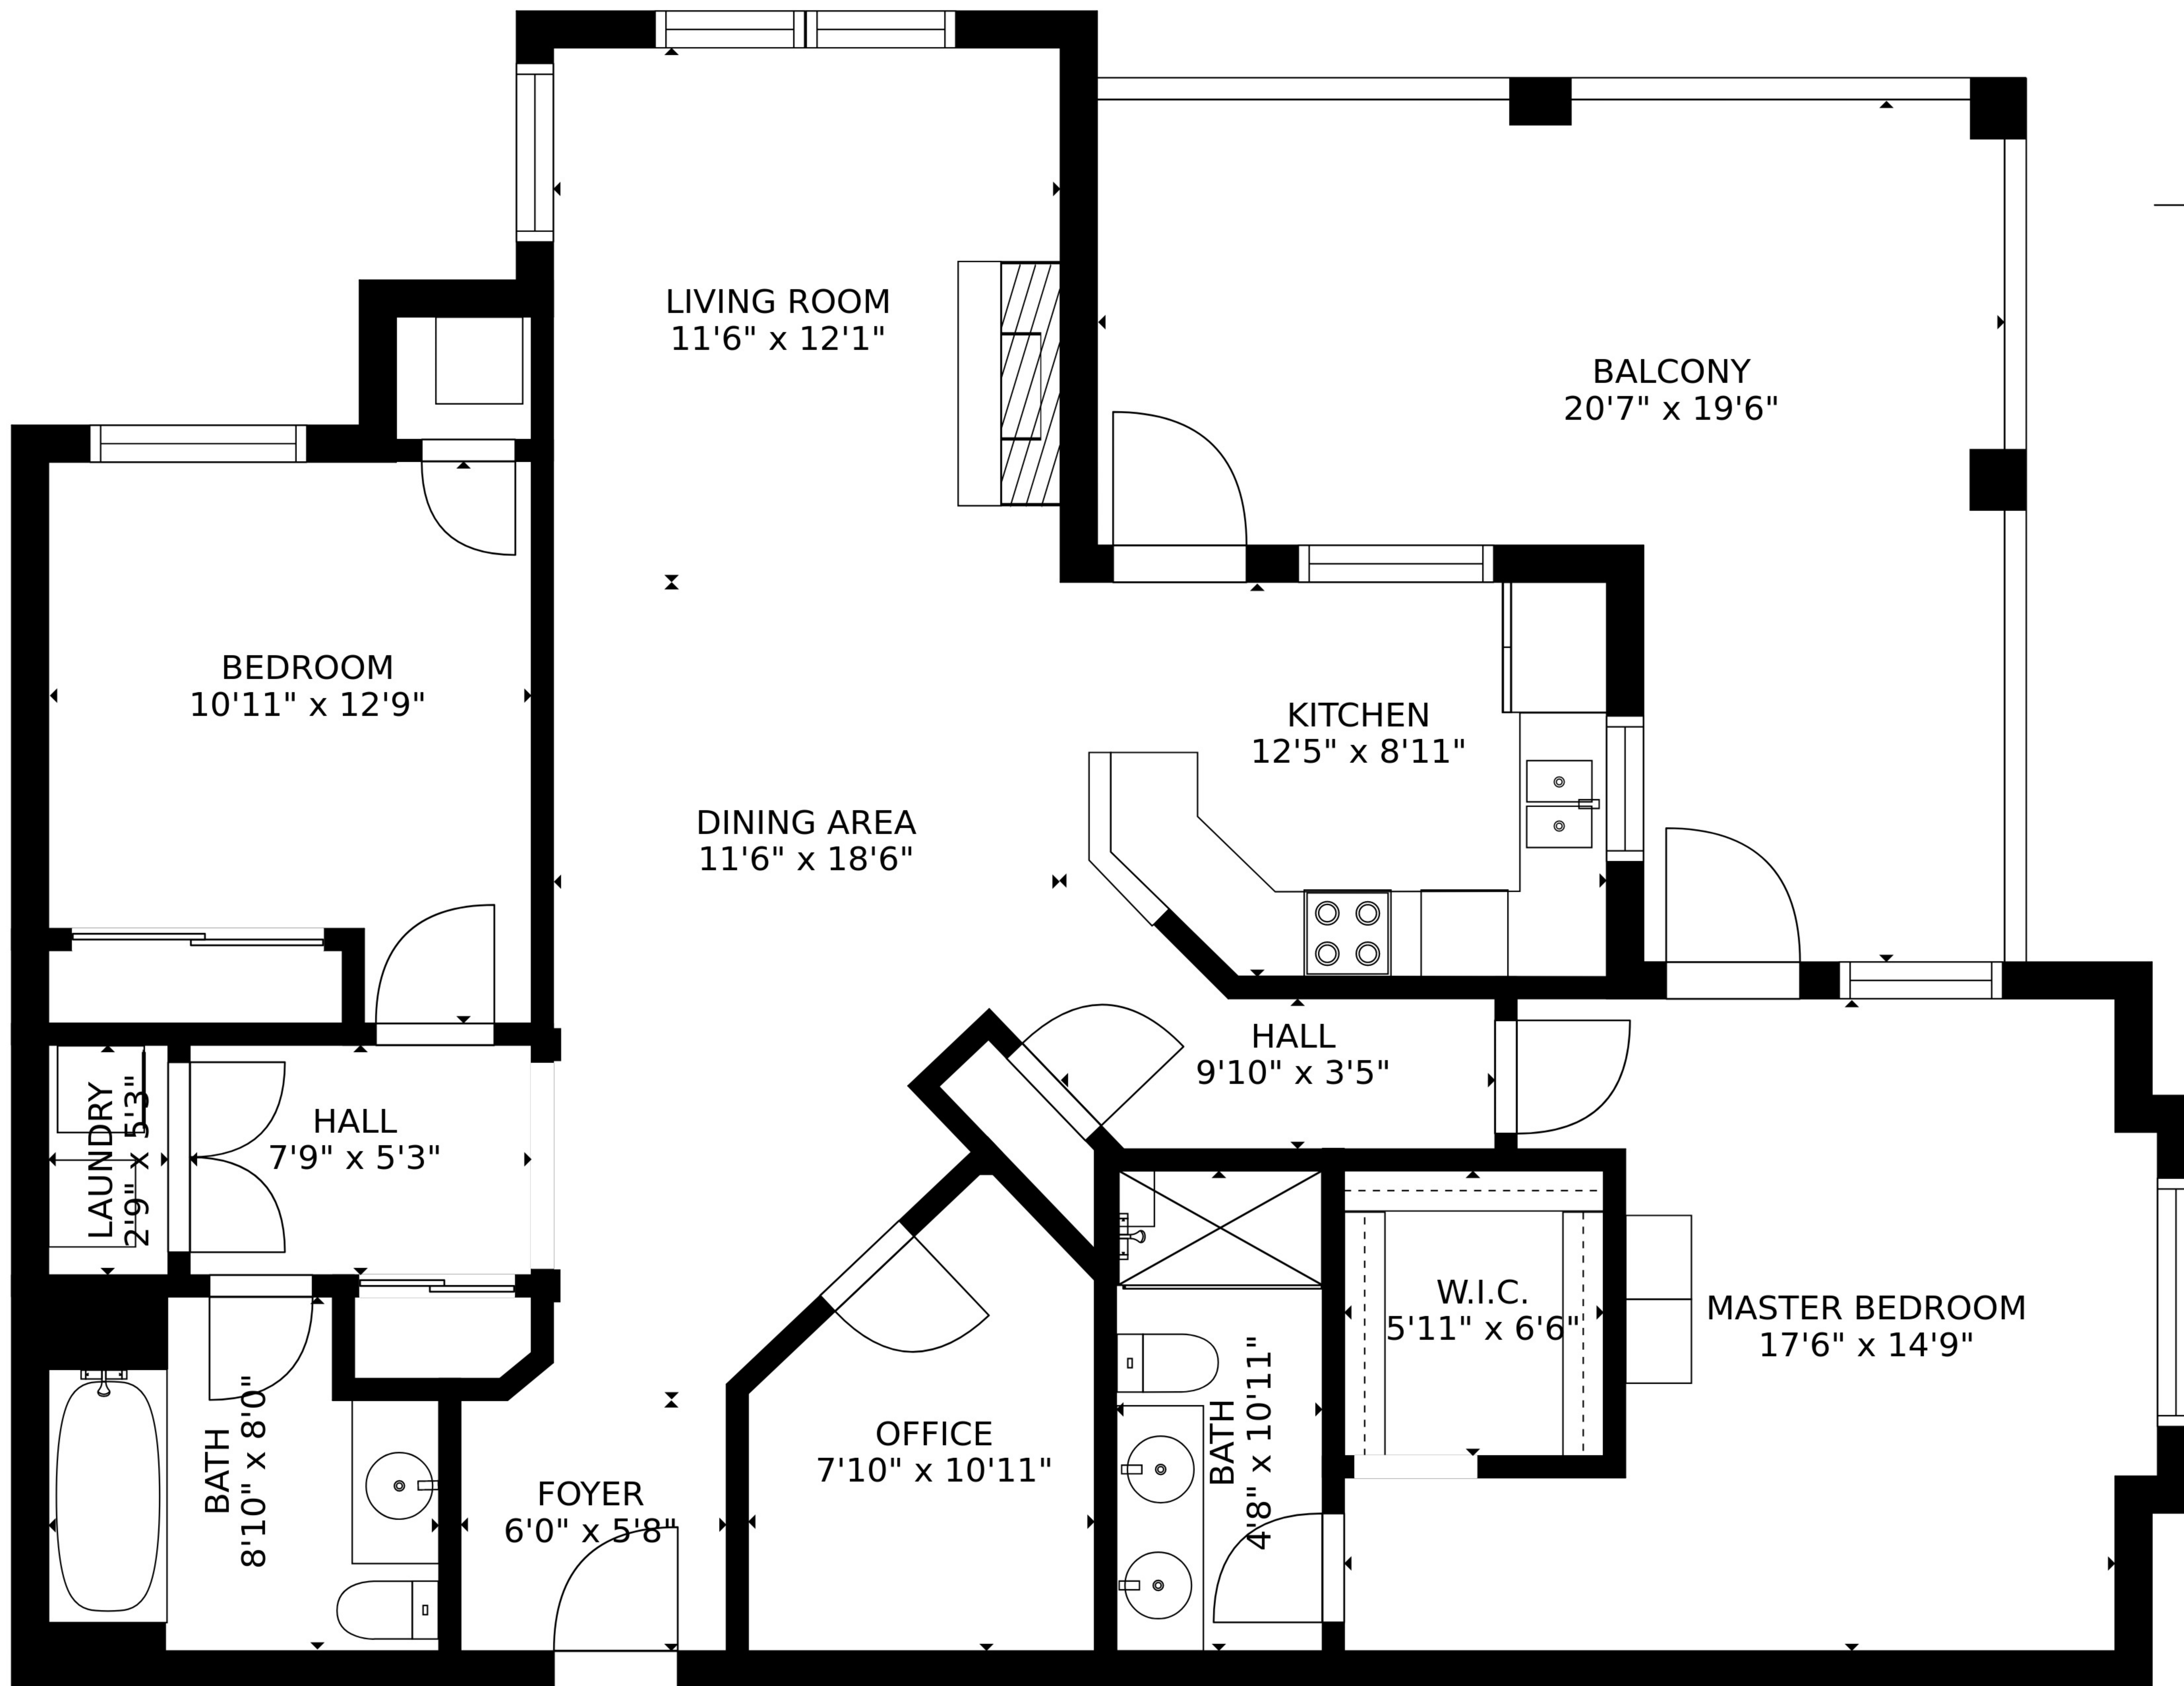 LIVING ROOM
11'6" x 12'1"
BALCONY
20'7" x 19'6"
BEDROOM
10'11" x 12'9"
KITCHEN
12'5" x 8'11"
DINING AREA
11'6" x 18'6"
HALL
9'10" x 3'5"
LAUNDRY
2'9" x 5'3"
HALL
7'9" x 5'3"
W.I.C.
5'11" x 6'6"
MASTER BEDROOM
17'6" x 14'9"
BATH
8'10" x 8'0"
FOYER
6'0" x 5'8"
OFFICE
7'10" x 10'11"
BATH
4'8" x 10'11"